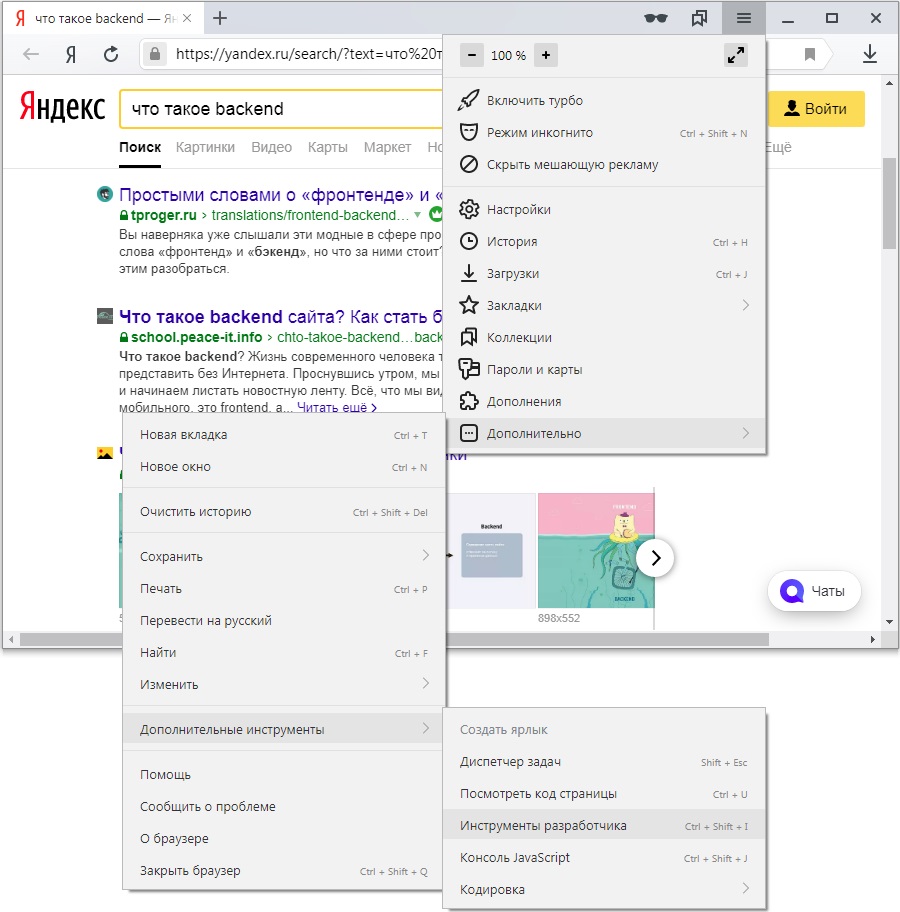 что такое backend — Ян
https://yandex.ru/search/?text=что%20т
100 %
Яндекс
что такое backend
Войти
Поиск Картинки Видео Карты Маркет Но Ещё
Простыми словами о «фронтенде» и «
tproger.ru › translations/frontend-backend...
Вы наверняка уже слышали эти модные в сфере про
слова «фронтенд» и «бэкенд», но что за ними стоит?
этим разобраться.
Что такое backend сайта? Как стать б
school.peace-it.info › chto-takoe-backend...back
Что такое backend? Жизнь современного человека т
представить без Интернета. Проснувшись утром, мы
и начинаем листать новостную ленту. Всё, что мы вид
мобильного, это frontend, а... Читать ещё
Backend
BACKEND
898x552
Чаты
Включить турбо
Режим инкогнито Ctrl + Shift + N
Скрыть мешающую рекламу
Настройки
История Ctrl + H
Загрузки Ctrl + J
Закладки
Коллекции
Пароли и карты
Дополнения
Дополнительно
Новая вкладка Ctrl + T
Новое окно Ctrl + N
Очистить историю Ctrl + Shift + Del
Сохранить
Печать Ctrl + P
Перевести на русский
Найти Ctrl + F
Изменить
Дополнительные инструменты
Помощь
Сообщить о проблеме
О браузере
Закрыть браузер Ctrl + Shift + Q
Создать ярлык
Диспетчер задач Shift + Esc
Посмотреть код страницы Ctrl + U
Инструменты разработчика Ctrl + Shift + I
Консоль JavaScript Ctrl + Shift + J
Кодировка